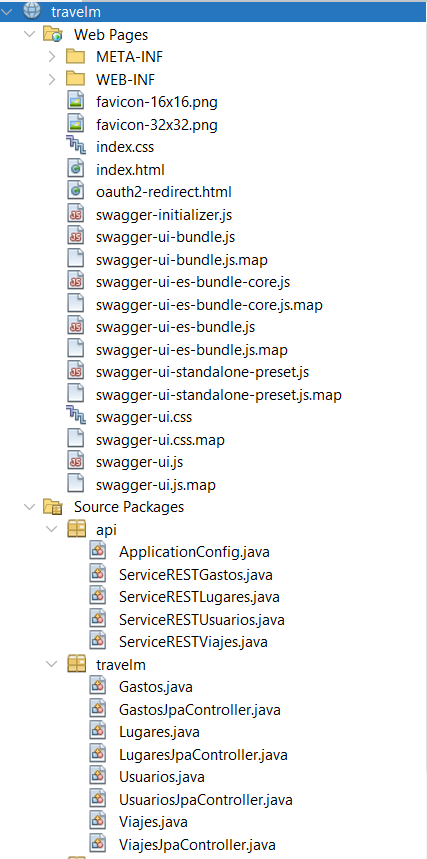 travelm
Web Pages
META-INF
WEB-INF
favicon-16x16.png
favicon-32x32.png
index.css
index.html
oauth2-redirect.html
swagger-initializer.js
swagger-ui-bundle.js
swagger-ui-bundle.js.map
swagger-ui-es-bundle-core.js
swagger-ui-es-bundle-core.js.map
swagger-ui-es-bundle.js
swagger-ui-es-bundle.js.map
swagger-ui-standalone-preset.js
swagger-ui-standalone-preset.js.map
swagger-ui.css
swagger-ui.css.map
swagger-ui.js
swagger-ui.js.map
Source Packages
api
ApplicationConfig.java
ServiceRESTGastos.java
ServiceRESTLugares.java
ServiceRESTUsuarios.java
ServiceRESTViajes.java
travelm
Gastos.java
GastosJpaController.java
Lugares.java
LugaresJpaController.java
Usuarios.java
UsuariosJpaController.java
Viajes.java
ViajesJpaController.java